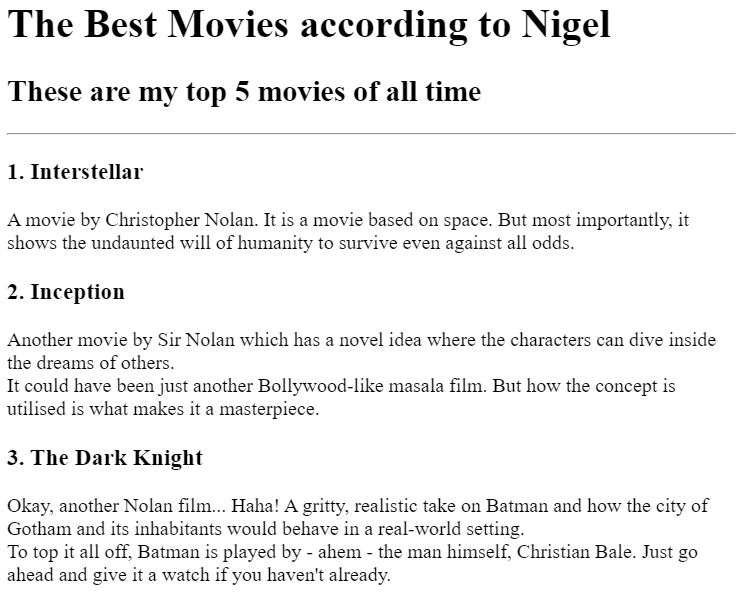 The Best Movies according to Nigel
These are my top 5 movies of all time
1. Interstellar
A movie by Christopher Nolan. It is a movie based on space. But most importantly, it
shows the undaunted will of humanity to survive even against all odds.
2. Inception
Another movie by Sir Nolan which has a novel idea where the characters can dive inside
the dreams of others.
It could have been just another Bollywood-like masala film. But how the concept is
utilised is what makes it a masterpiece.
3. The Dark Knight
Okay, another Nolan film... Haha! A gritty, realistic take on Batman and how the city of
Gotham and its inhabitants would behave in a real-world setting.
To top it all off, Batman is played by - ahem - the man himself, Christian Bale. Just go
ahead and give it a watch if you haven't already.